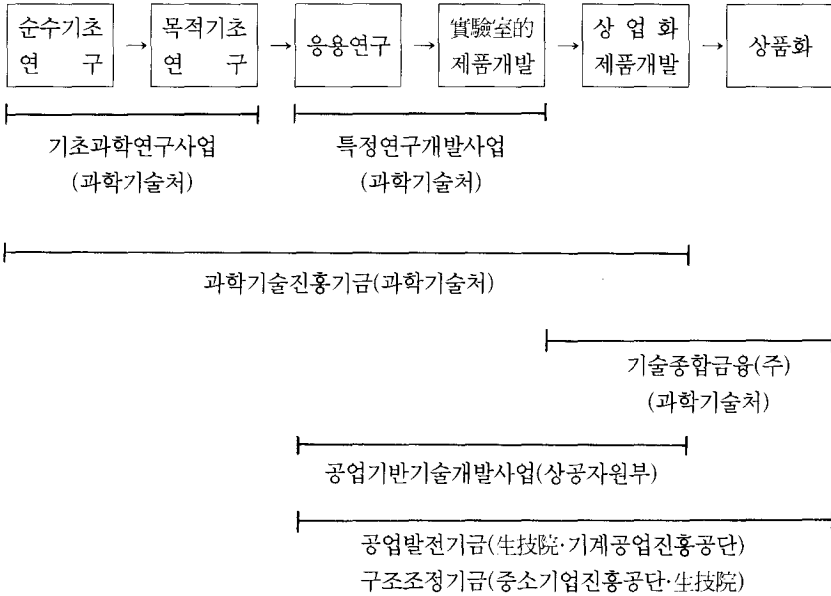 순수기초 → 목적기초 → 응용연구 → 實驗室的 → 상 업 화 → 상품화
연 구 연 구 제품개발 제품개발
기초과학연구사업 특정연구개발사업
(과학기술처) (과학기술처)
과학기술진흥기금(과학기술처)
기술종합금융(주)
(과학기술처)
공업기반기술개발사업(상공자원부)
공업발전기금(生技院·기계공업진흥공단)
구조조정기금(중소기업진흥공단·生技院)